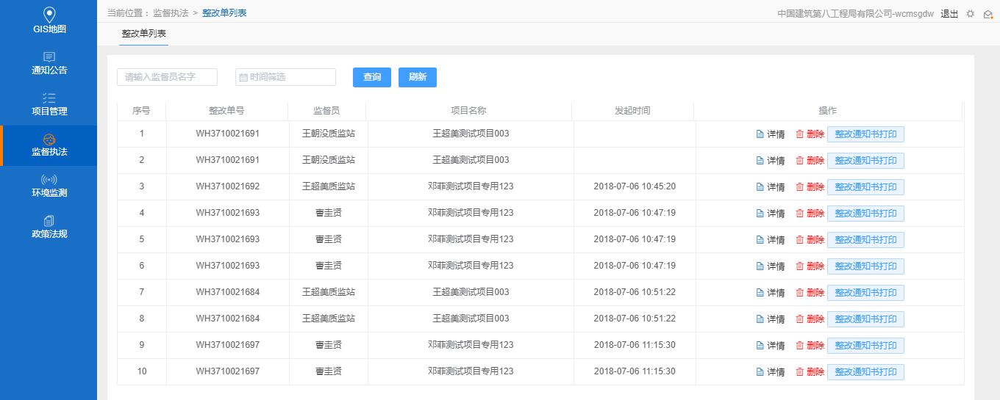 GIS地图
通知公告
项目管理
监督执法
环境监测
政策法规
当前位置： 监督执法 > 整改单列表
中国建筑第八工程局有限公司-wcmsgdw 退出
整改单列表
请输入监督员名字 时间筛选 查询 刷新
序号 整改单号 监督员 项目名称 发起时间 操作
1 WH3710021691 王朝没质监站 王超美测试项目003 详情 删除 整改通知书打印
2 WH3710021691 王朝没质监站 王超美测试项目003 详情 删除 整改通知书打印
3 WH3710021692 王超美质监站 邓菲测试项目专用123 2018-07-06 10:45:20 详情 删除 整改通知书打印
4 WH3710021693 曹圭贤 邓菲测试项目专用123 2018-07-06 10:47:19 详情 删除 整改通知书打印
5 WH3710021693 曹圭贤 邓菲测试项目专用123 2018-07-06 10:47:19 详情 删除 整改通知书打印
6 WH3710021693 曹圭贤 邓菲测试项目专用123 2018-07-06 10:47:19 详情 删除 整改通知书打印
7 WH3710021684 王超美质监站 王超美测试项目003 2018-07-06 10:51:22 详情 删除 整改通知书打印
8 WH3710021684 王超美质监站 王超美测试项目003 2018-07-06 10:51:22 详情 删除 整改通知书打印
9 WH3710021697 曹圭贤 邓菲测试项目专用123 2018-07-06 11:15:30 详情 删除 整改通知书打印
10 WH3710021697 曹圭贤 邓菲测试项目专用123 2018-07-06 11:15:30 详情 删除 整改通知书打印